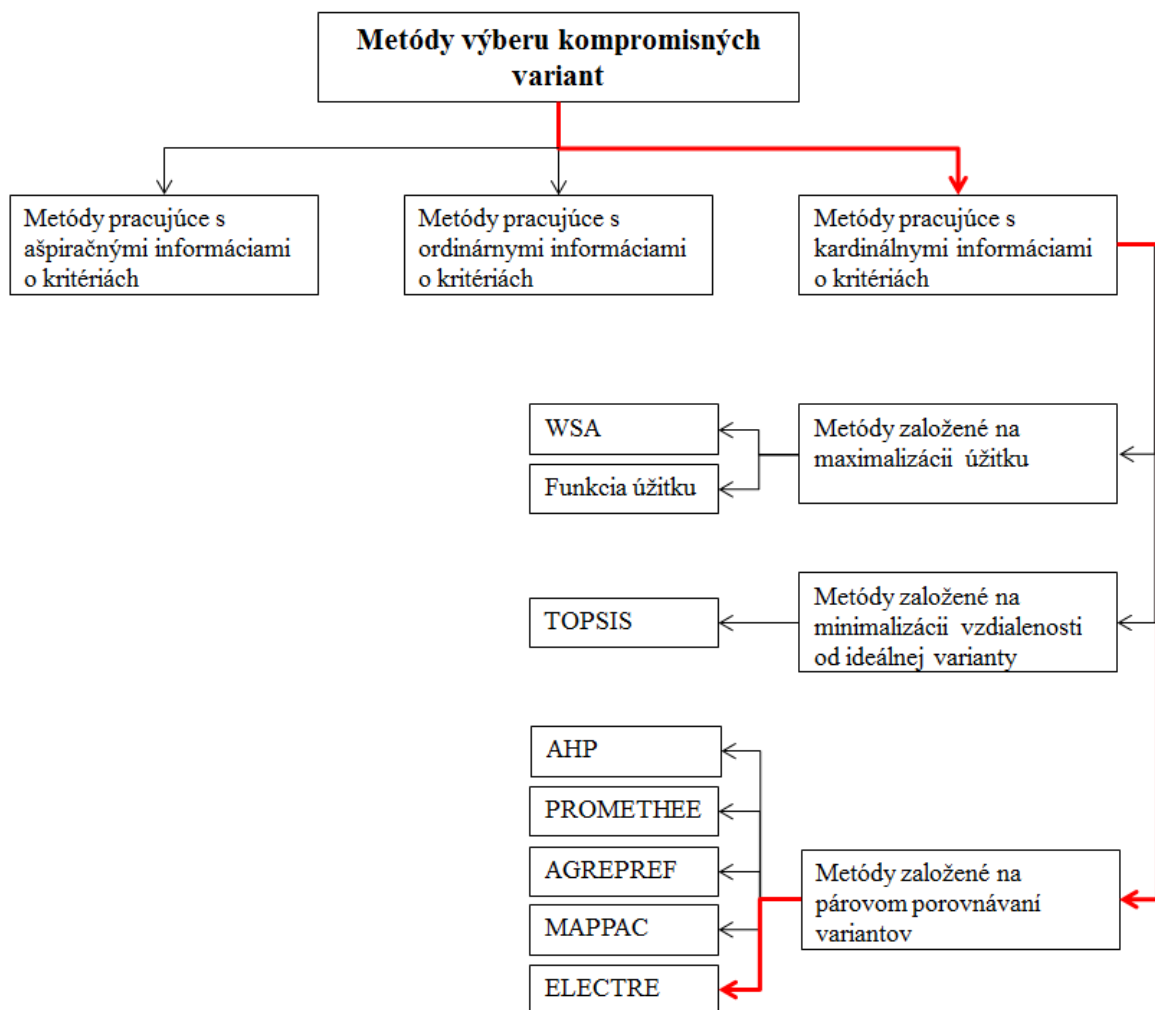 Metódy výberu kompromisných
variant
Metódy pracujúce s
ašpiračnými informáciami
o kritériách
Metódy pracujúce s
ordinárnymi informáciami
o kritériách
Metódy pracujúce s
kardinálnymi informáciami
o kritériách
WSA
Funkcia úžitku
Metódy založené na
maximalizácii úžitku
TOPSIS
Metódy založené na
minimalizácii vzdialenosti
od ideálnej varianty
AHP
PROMETHEE
AGREPREF
MAPPAC
ELECTRE
Metódy založené na
párovom porovnávaní
variantov